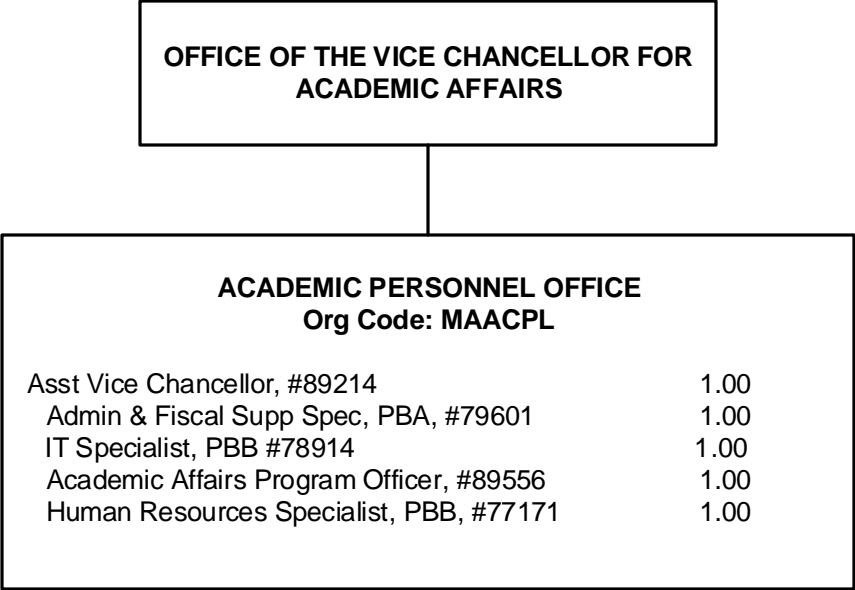 OFFICE OF THE VICE CHANCELLOR FOR
ACADEMIC AFFAIRS
ACADEMIC PERSONNEL OFFICE
Org Code: MAACPL
Asst Vice Chancellor, #89214 1.00
Admin & Fiscal Supp Spec, PBA, #79601 1.00
IT Specialist, PBB #78914 1.00
Academic Affairs Program Officer, #89556 1.00
Human Resources Specialist, PBB, #77171 1.00